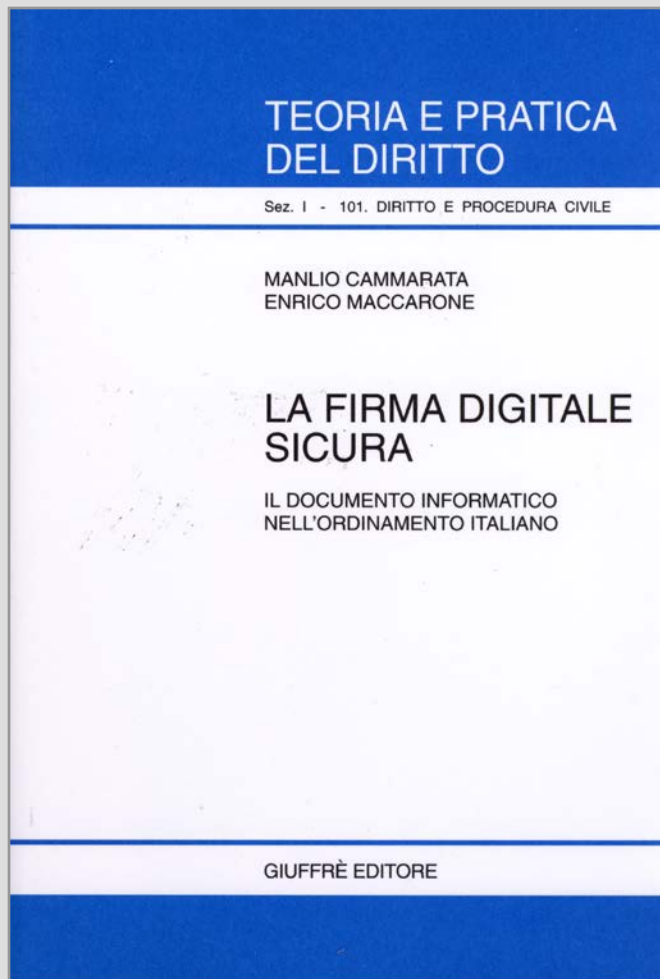 TEORIA E PRATICA
DEL DIRITTO
Sez. I - 101. DIRITTO E PROCEDURA CIVILE
MANLIO CAMMARATA
ENRICO MACCARONE
LA FIRMA DIGITALE
SICURA
IL DOCUMENTO INFORMATICO
NELL'ORDINAMENTO ITALIANO
GIUFFRÈ EDITORE